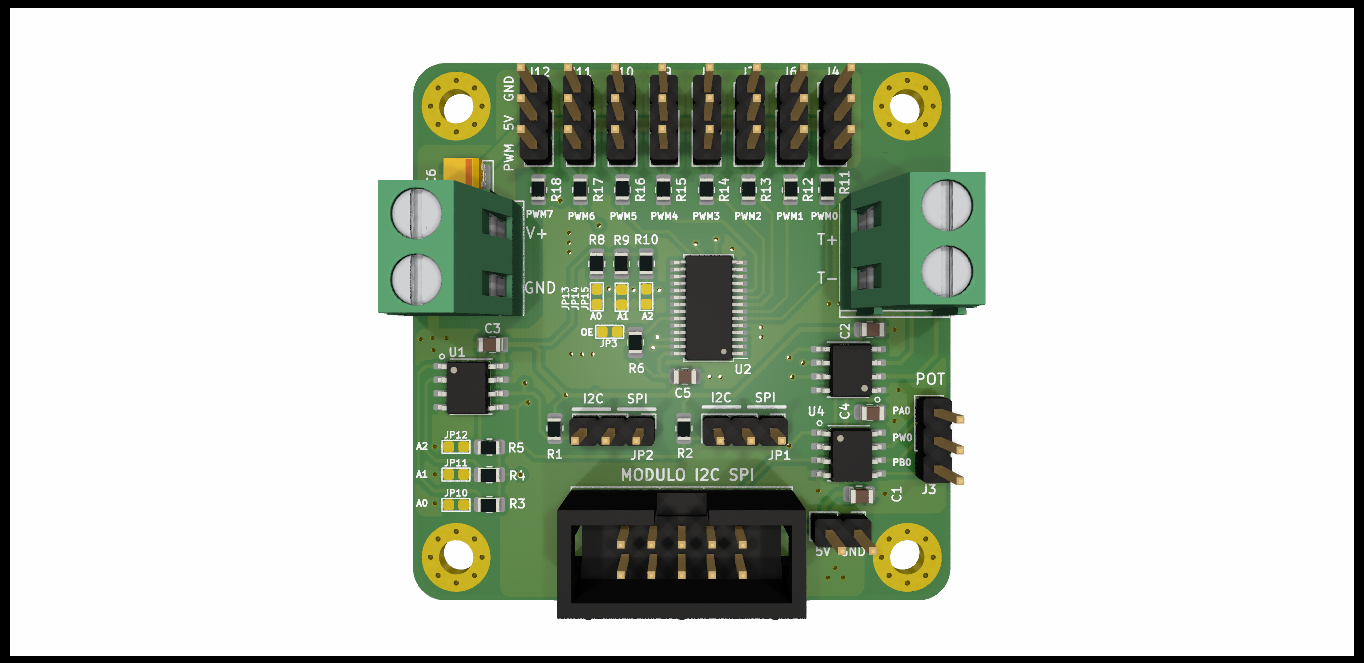 J12
J6
J4
GND
5V
PWM
R18
R17
R16
R15
R14
R13
R12
R11
PWM7
PWM6
PWM5
PWM4
PWM3
PWM2
PWM1
PWM0
V+
T+
R8
R9
R10
T-
GND
JP13
JP14
JP15
A0
A1
A2
OE
JP3
C3
C2
U1
R6
U2
POT
C5
I2C
SPI
I2C
SPI
U4
C4
PA0
PW0
PB0
JP12
A2
R5
R1
JP2
R2
JP1
JP11
A1
R4
MODULO I2C SPI
JP10
A0
R3
J3
C1
5V
GND